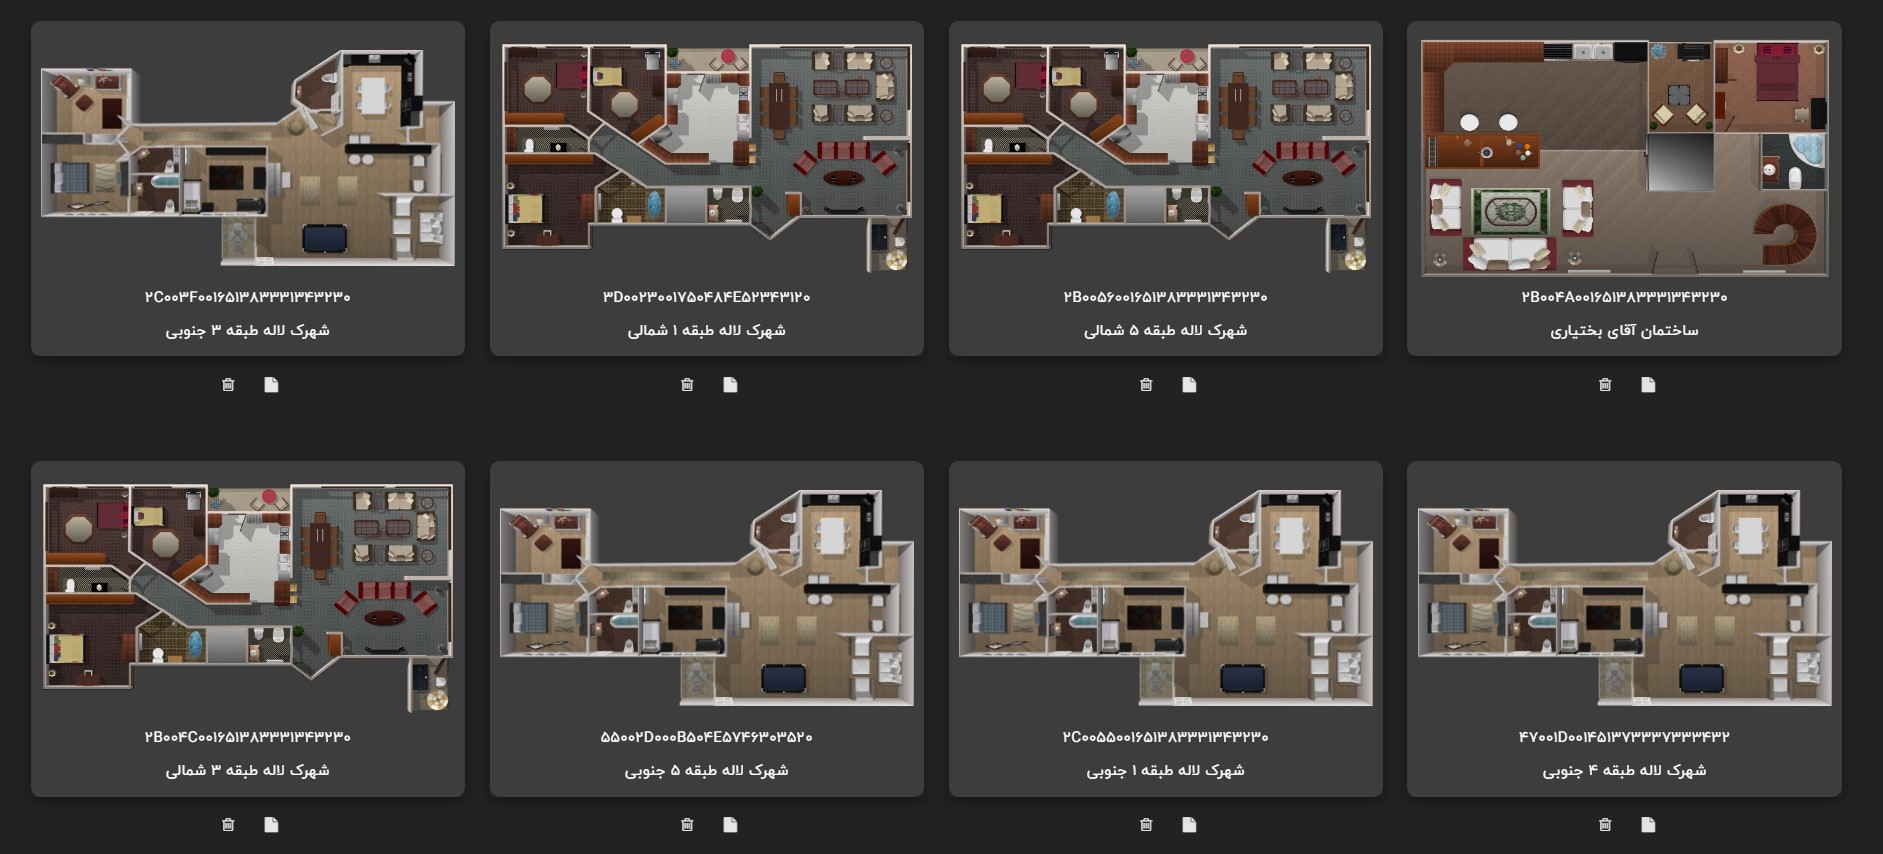 ۲B۰۰۴A۰۰۱۶۵۱۳۸۳۳۳۱۳۴۳۲۳۰
ساختمان آقای بختیاری
۲B۰۰۵۶۰۰۱۶۵۱۳۸۳۳۳۱۳۴۳۲۳۰
شهرک لاله طبقه ۵ شمالی
۳D۰۰۲۳۰۰۱۷۵۰۴۸۴E۵۲۳۴۳۱۲۰
شهرک لاله طبقه ۱ شمالی
۲C۰۰۳F۰۰۱۶۵۱۳۸۳۳۳۱۳۴۳۲۳۰
شهرک لاله طبقه ۳ جنوبی
۴۷۰۰۱D۰۰۱۴۵۱۳۷۳۳۳۷۳۳۳۴۳۲
شهرک لاله طبقه ۴ جنوبی
۲C۰۰۵۵۰۰۱۶۵۱۳۸۳۳۳۱۳۴۳۲۳۰
شهرک لاله طبقه ۱ جنوبی
۵۵۰۰۲D۰۰۰B۵۰۴E۵۷۴۶۳۰۳۵۲۰
شهرک لاله طبقه ۵ جنوبی
۲B۰۰۴C۰۰۱۶۵۱۳۸۳۳۳۱۳۴۳۲۳۰
شهرک لاله طبقه ۳ شمالی